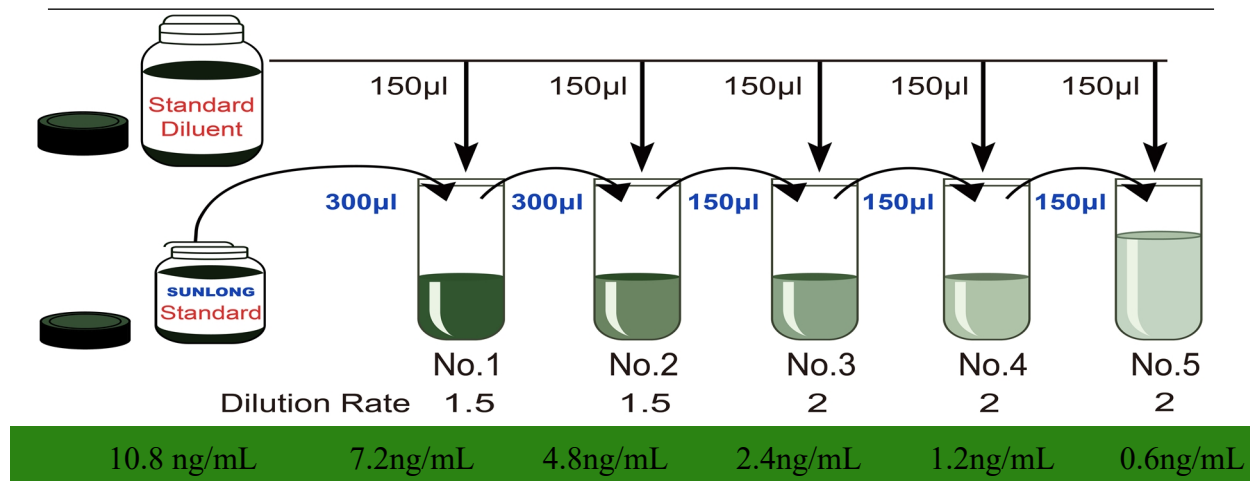 150µl 150µl 150µl 150µl 150µl
Standard
Diluent
300µl 300µl 150µl 150µl 150µl
SUNLONG
Standard
No.1 No.2 No.3 No.4 No.5
Dilution Rate 1.5 1.5 2 2 2
10.8 ng/mL 7.2ng/mL 4.8ng/mL 2.4ng/mL 1.2ng/mL 0.6ng/mL